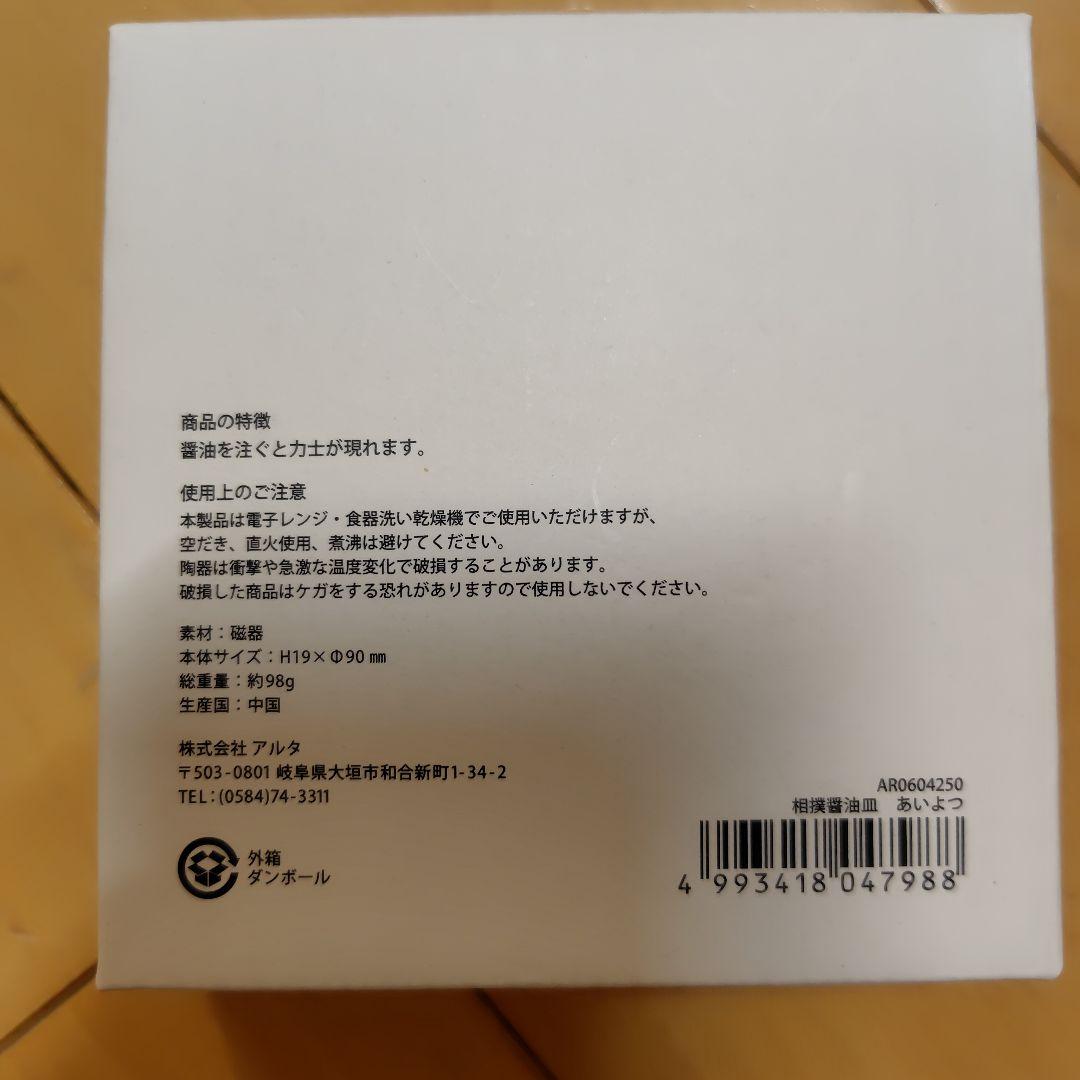 商品の特徴
醤油を注ぐと力士が現れます。
使用上のご注意
本製品は電子レンジ・食器洗い乾燥機でご使用いただけますが、
空だき、直火使用、煮沸は避けてください。
陶器は衝撃や急激な温度変化で破損することがあります。
破損した商品はケガをする恐れがありますので使用しないでください。
素材：磁器
本体サイズ：H19×Φ90㎜
総重量：約98g
生産国：中国
株式会社 アルタ
〒503-0801 岐阜県大垣市和合新町1-34-2
TEL：(0584)74-3311
外箱
ダンボール
AR0604250
相撲醤油皿　あいよつ
4 993418 047988